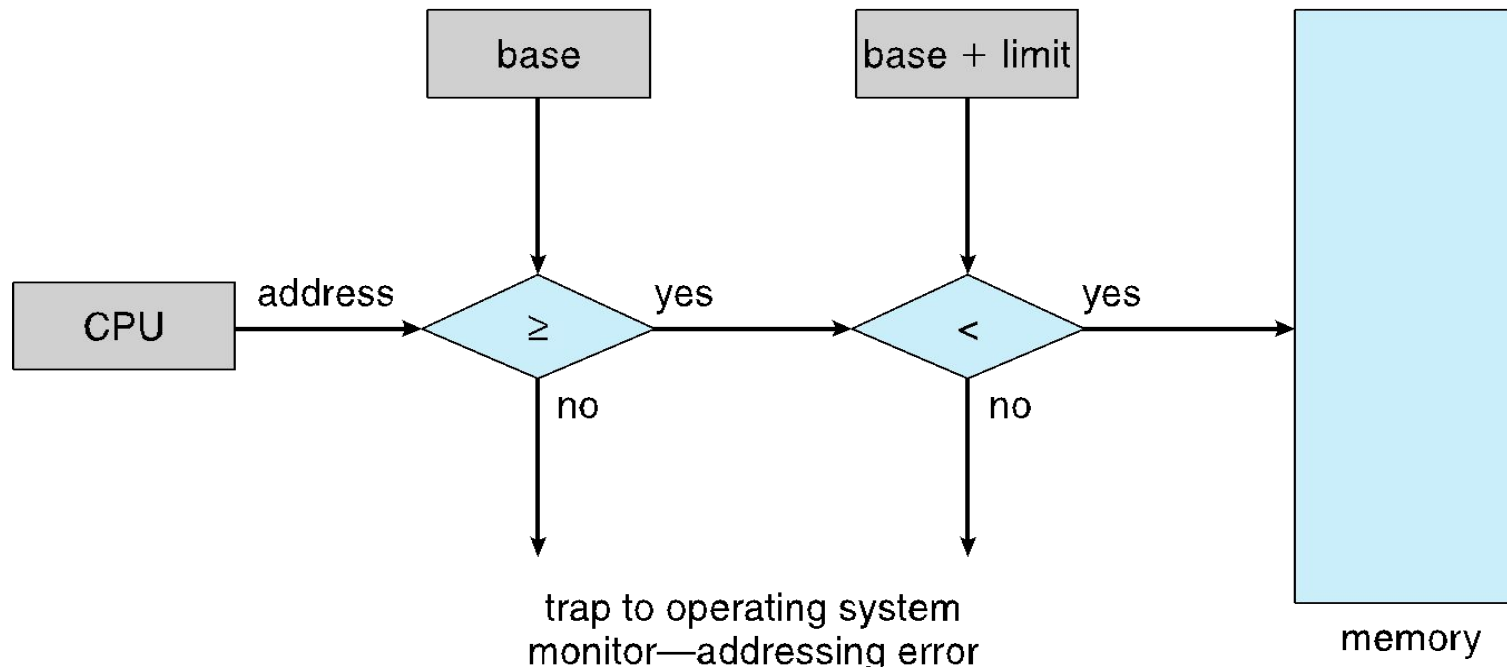 base
base + limit
CPU
address
≥
yes
<
yes
no
no
trap to operating system
monitor—addressing error
memory